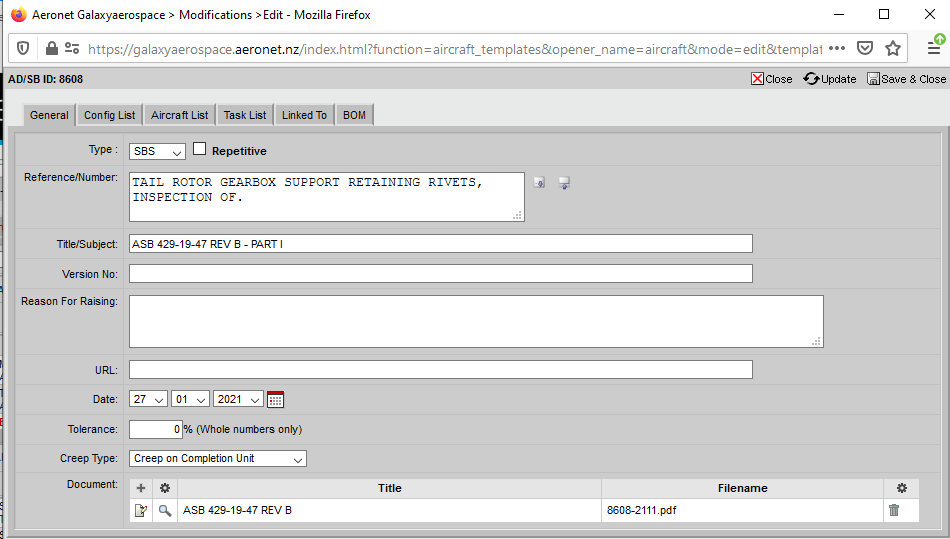 Aeronet Galaxyaerospace > Modifications >Edit - Mozilla Firefox
https://galaxyaerospace.aeronet.nz/index.html?function=aircraft_templates&opener_name=aircraft&mode=edit&templat
AD/SB ID: 8608 Close Update Save & Close
General Config List Aircraft List Task List Linked To BOM
Type : SBS Repetitive
Reference/Number: TAIL ROTOR GEARBOX SUPPORT RETAINING RIVETS,
INSPECTION OF.
Title/Subject: ASB 429-19-47 REV B - PART I
Version No:
Reason For Raising:
URL:
Date: 27 01 2021
Tolerance: 0 % (Whole numbers only)
Creep Type: Creep on Completion Unit
Document: Title Filename
ASB 429-19-47 REV B 8608-2111.pdf